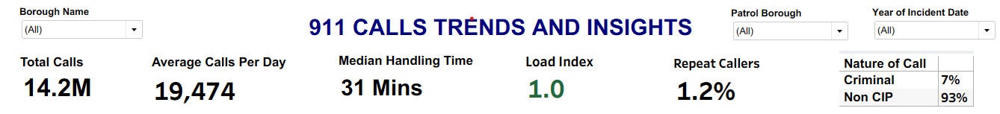 Borough Name
(All)
911 CALLS TRENDS AND INSIGHTS
Patrol Borough
(All)
Year of Incident Date
(All)
Total Calls
14.2M
Average Calls Per Day
19,474
Median Handling Time
31 Mins
Load Index
1.0
Repeat Callers
1.2%
Nature of Call
Criminal 7%
Non CIP 93%